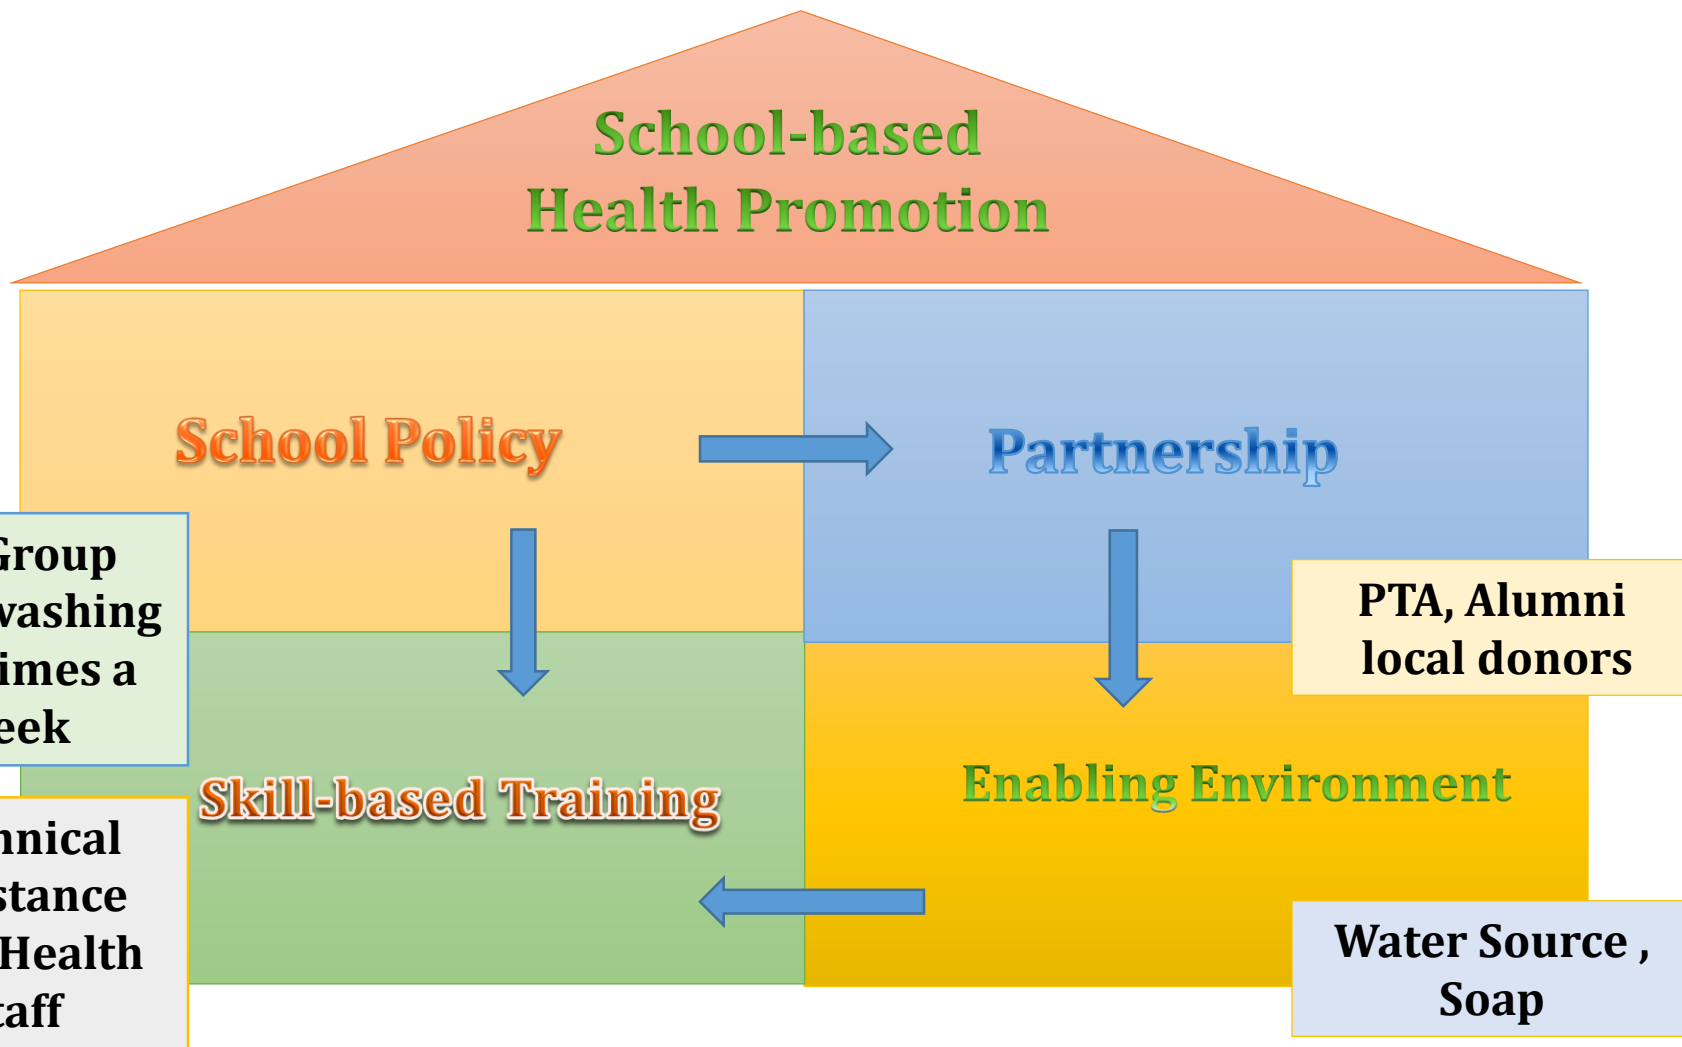 School-based
Health Promotion
School Policy
Partnership
Group
washing
imes a
eek
PTA, Alumni
local donors
Skill-based Training
Enabling Environment
hnical
stance
Health
taff
Water Source ,
Soap